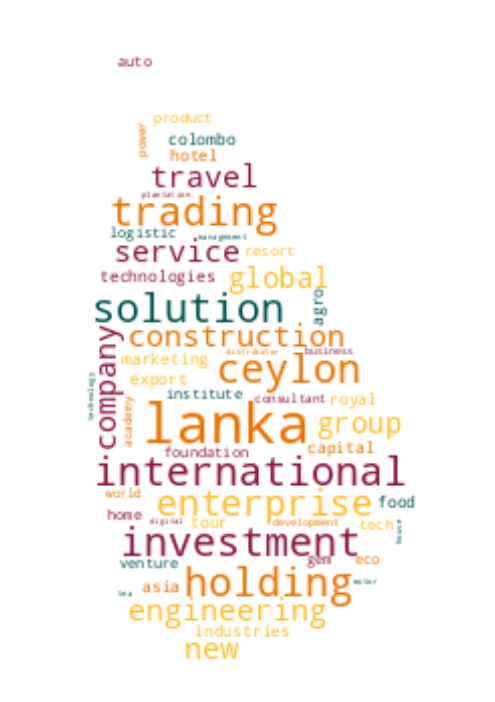 auto
product
power
colombo
hotel
travel
plantation
trading
logistic
management
service
resort
technologies
global
solution
agro
construction
company
marketing
distributor
business
ceylon
export
technology
institute
consultant
royal
academy
lanka
group
foundation
capital
international
world
enterprise
food
home
digital
tour
development
tech
house
investment
venture
gem
eco
tea
asia
holding
motor
engineering
industries
new